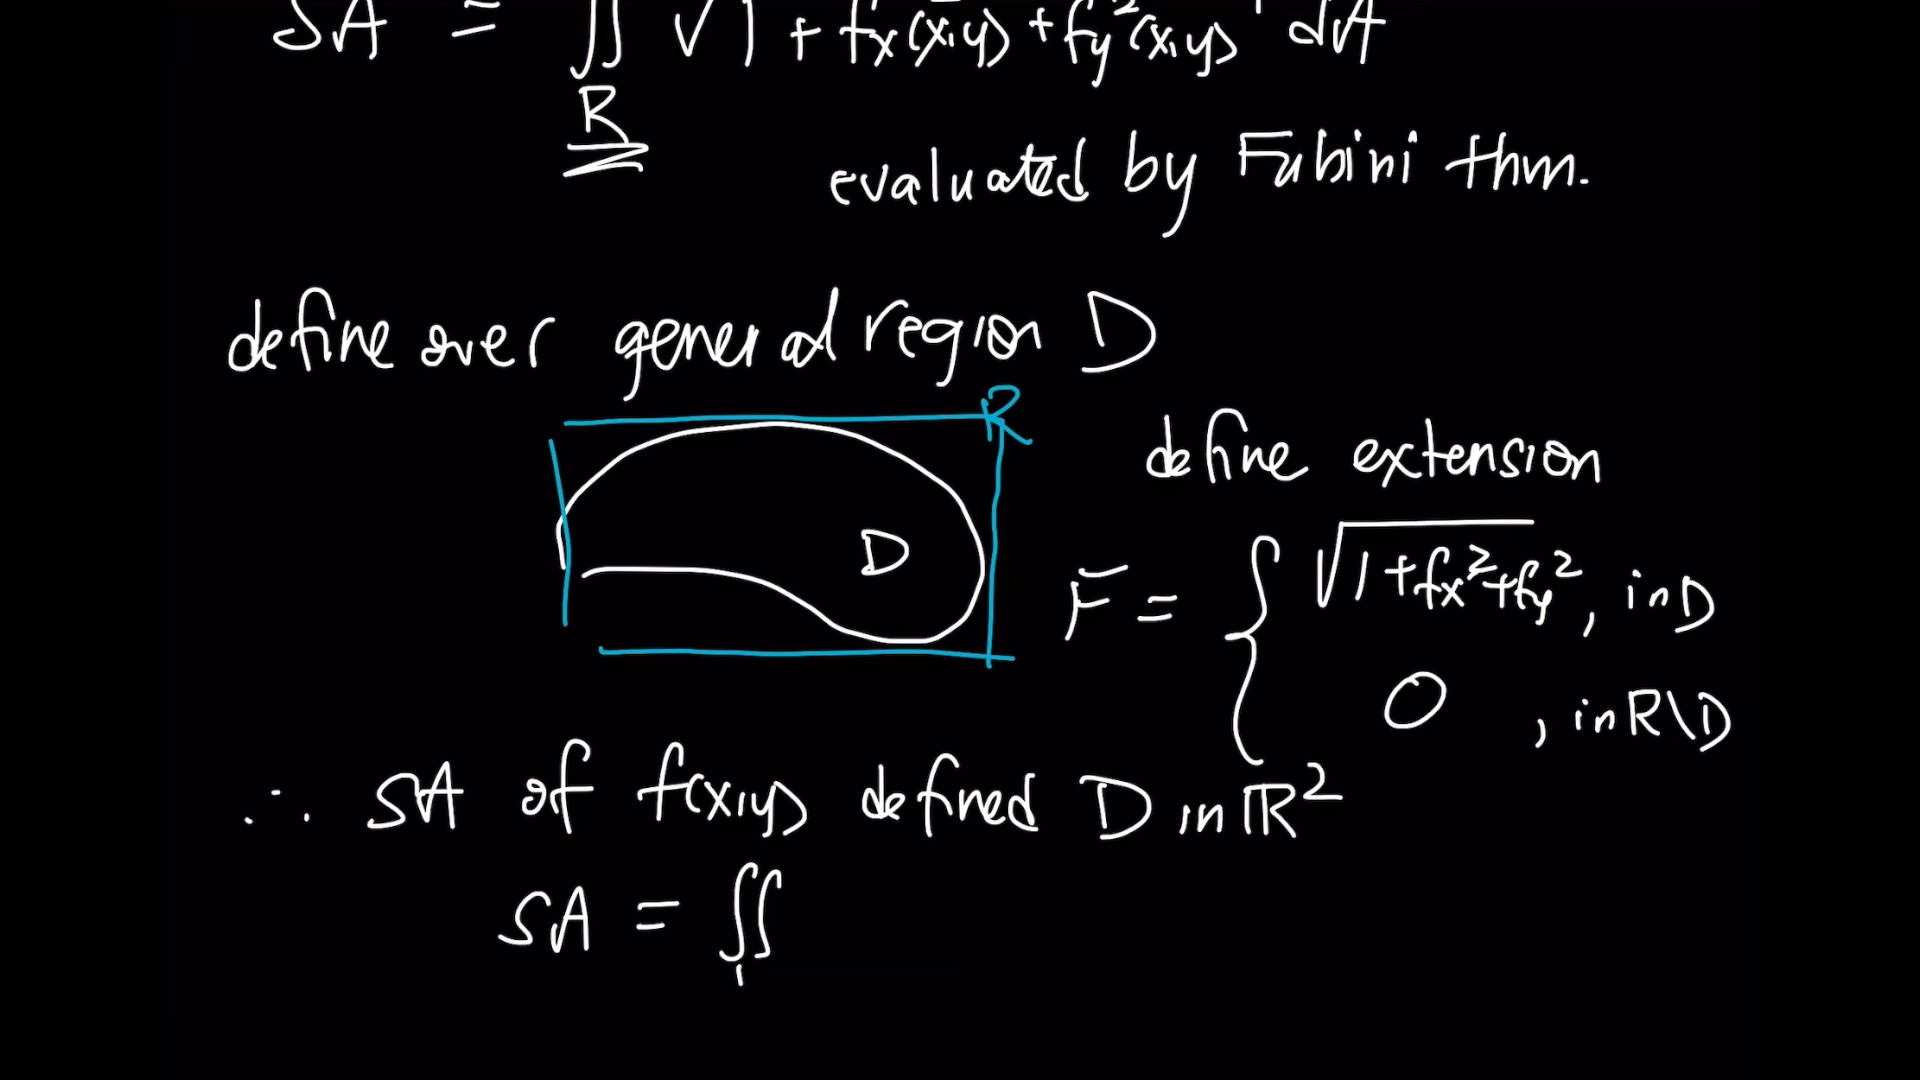 SA = ∬ √1 + fx²(x,y) + fy²(x,y) dA
R
evaluated by Fubini thm.
define over general region D
R
define extension
D
F̄ = { √1+fx²+fy², in D
0 , in R\D
∴ SA of f(x,y) defined D in ℝ²
SA = ∬